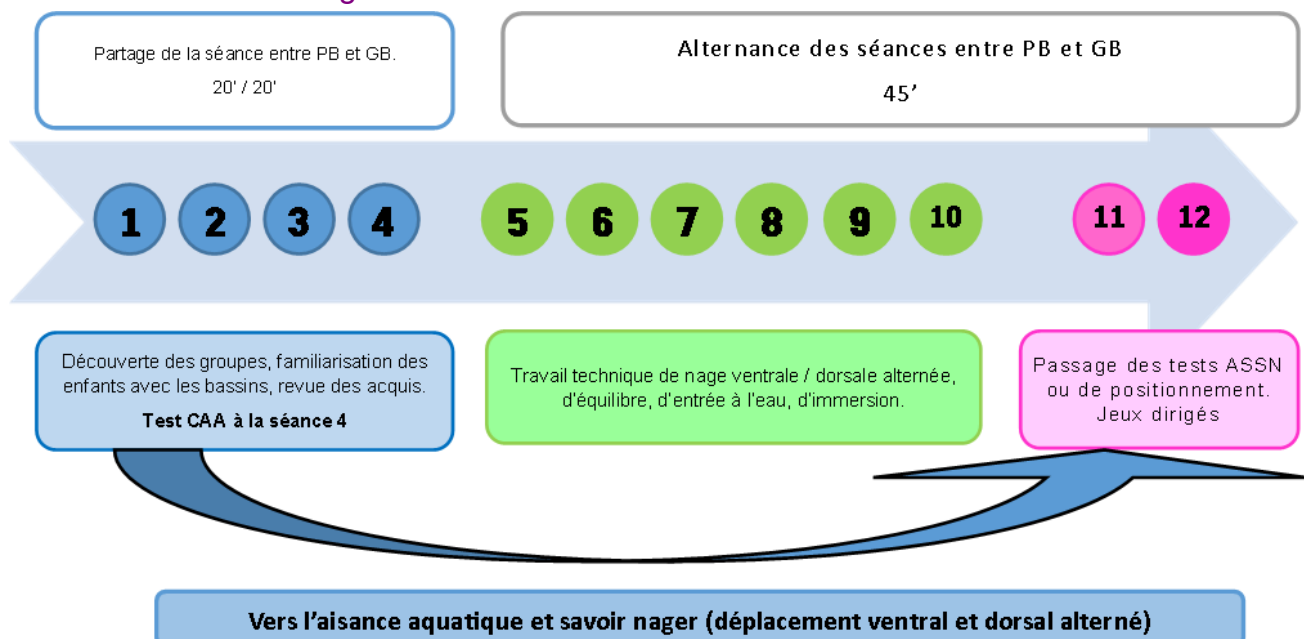 Partage de la séance entre PB et GB.
20' / 20'
Alternance des séances entre PB et GB
45'
1 2 3 4 5 6 7 8 9 10 11 12
Découverte des groupes, familiarisation des
enfants avec les bassins, revue des acquis.
Test CAA à la séance 4
Travail technique de nage ventrale / dorsale alternée,
d'équilibre, d'entrée à l'eau, d'immersion.
Passage des tests ASSN
ou de positionnement.
Jeux dirigés
Vers l'aisance aquatique et savoir nager (déplacement ventral et dorsal alterné)